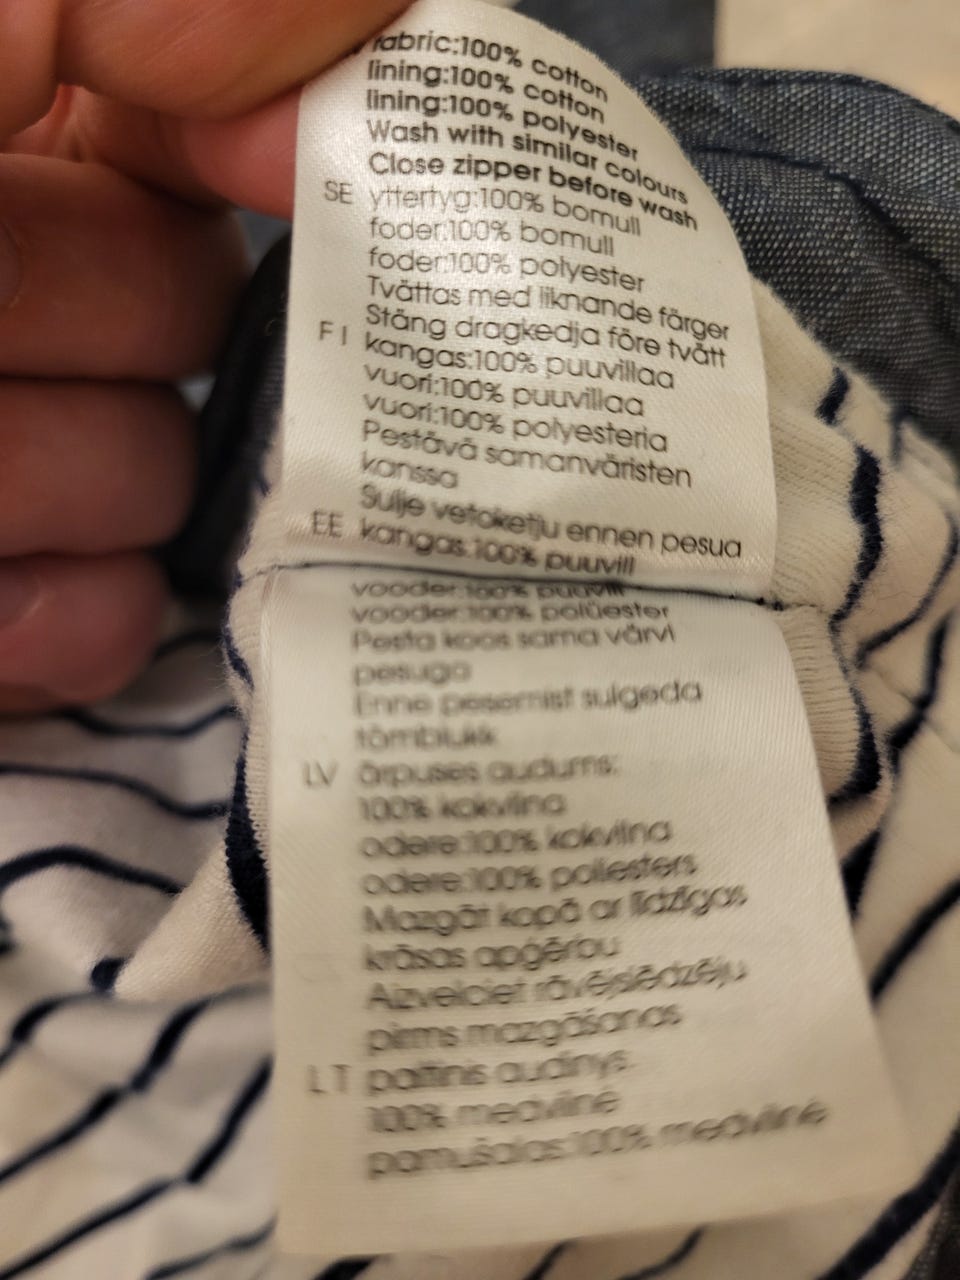 fabric:100% cotton
lining:100% cotton
lining:100% polyester
Wash with similar colours
Close zipper before wash
SE yttertyg:100% bomull
foder:100% bomull
foder:100% polyester
Tvättas med liknande färger
Stäng dragkedja före tvätt
FI kangas:100% puuvillaa
vuori:100% puuvillaa
vuori:100% polyesteria
Pestävä samanväristen
kanssa
Sulje vetoketju ennen pesua
EE kangas:100% puuvill
vooder:100% puuvill
vooder:100% polüester
Pesta koos sama värvi
pesuga
Enne pesemist sulgeda
tõmblukk
LV ārpuses audums:
100% kokvilna
odere:100% kokvilna
odere:100% poliesters
Mazgāt kopā ar līdzīgas
krāsas apģērbu
Aizvelciet rāvējslēdzēju
pirms mazgāšanas
LT paltinis audinys:
100% medvilnė
pamušalas:100% medvilnė